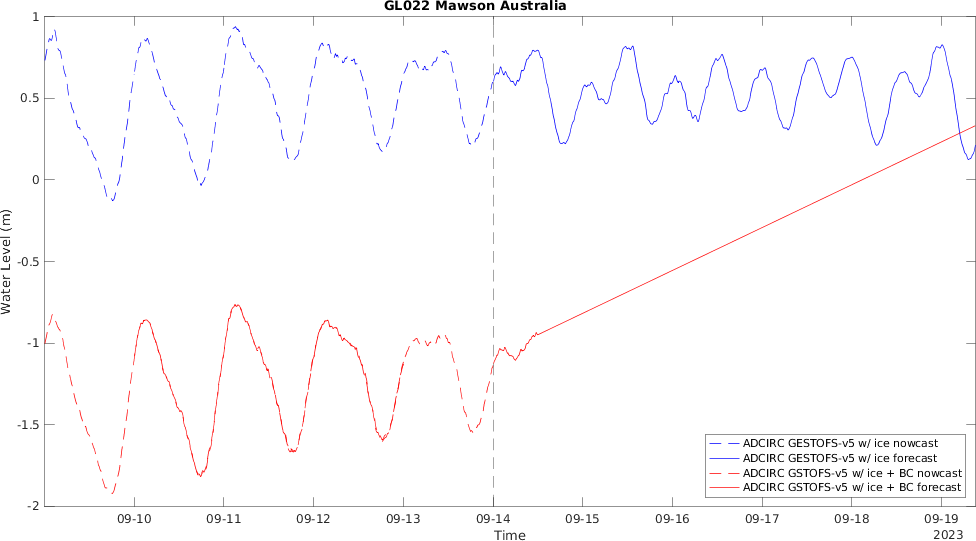 GL022 Mawson Australia
Water Level (m)
1
0.5
0
-0.5
-1
-1.5
-2
ADCIRC GESTOFS-v5 w/ ice nowcast
ADCIRC GESTOFS-v5 w/ ice forecast
ADCIRC GSTOFS-v5 w/ ice + BC nowcast
ADCIRC GSTOFS-v5 w/ ice + BC forecast
09-10 09-11 09-12 09-13 09-14 09-15 09-16 09-17 09-18 09-19
Time
2023